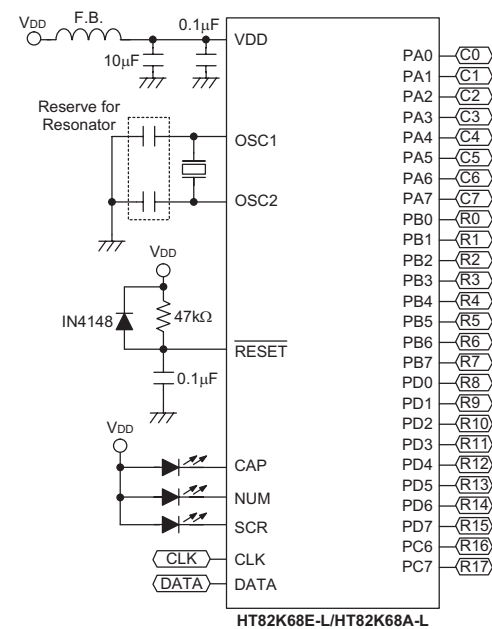 VDD
F.B.
0.1μF
10μF
VDD
Reserve for
Resonator
OSC1
OSC2
VDD
IN4148
47kΩ
RESET
0.1μF
VDD
CAP
NUM
SCR
CLK
CLK
DATA
DATA
PA0 C0
PA1 C1
PA2 C2
PA3 C3
PA4 C4
PA5 C5
PA6 C6
PA7 C7
PB0 R0
PB1 R1
PB2 R2
PB3 R3
PB4 R4
PB5 R5
PB6 R6
PB7 R7
PD0 R8
PD1 R9
PD2 R10
PD3 R11
PD4 R12
PD5 R13
PD6 R14
PD7 R15
PC6 R16
PC7 R17
HT82K68E-L/HT82K68A-L